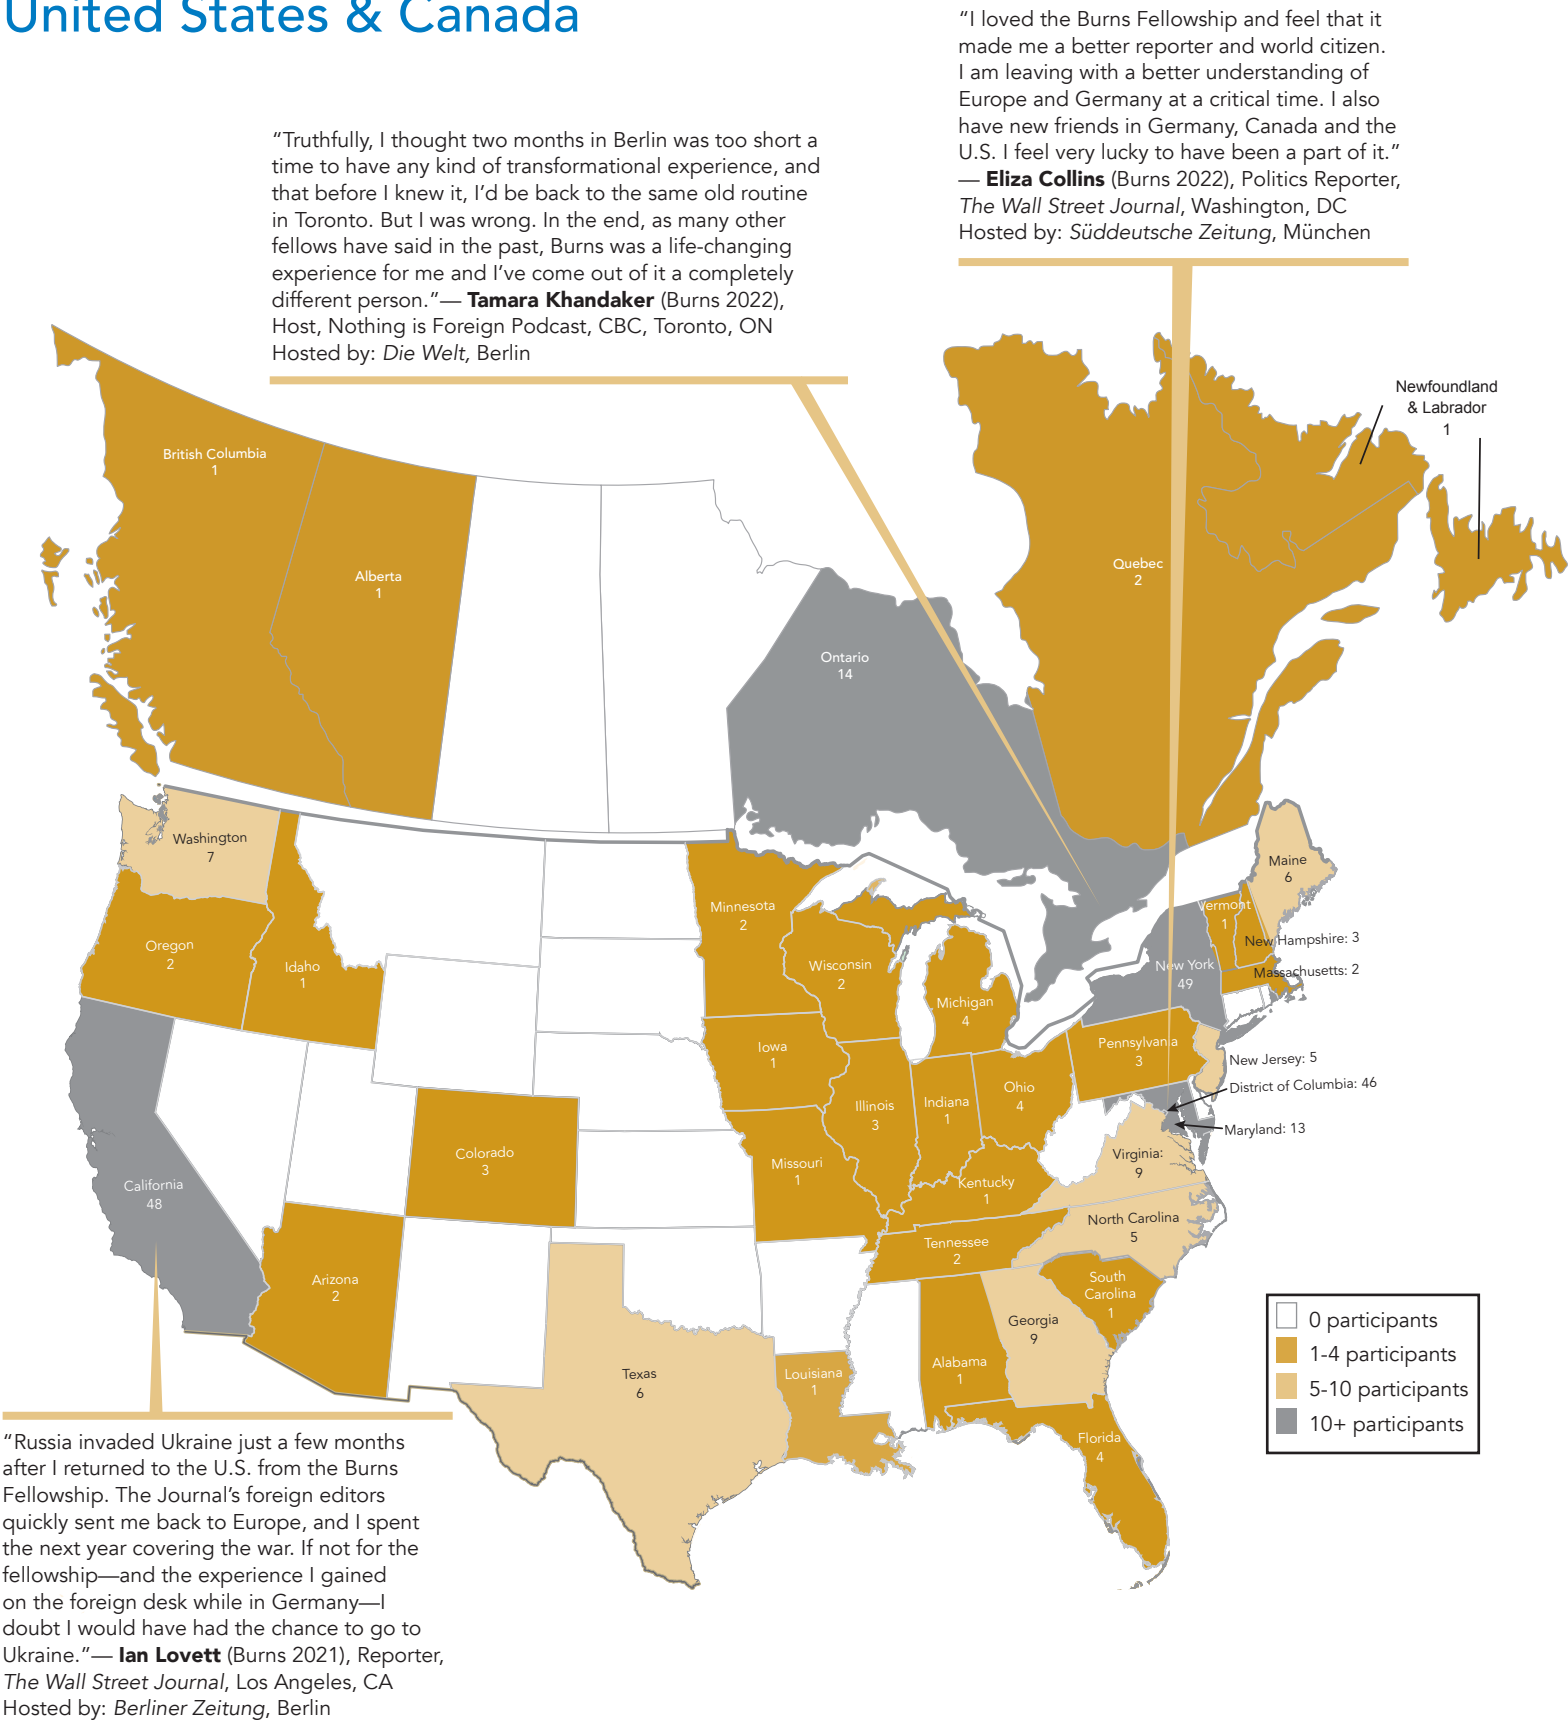 United States & Canada
“I loved the Burns Fellowship and feel that it
made me a better reporter and world citizen.
I am leaving with a better understanding of
Europe and Germany at a critical time. I also
have new friends in Germany, Canada and the
U.S. I feel very lucky to have been a part of it.”
— Eliza Collins (Burns 2022), Politics Reporter,
The Wall Street Journal, Washington, DC
Hosted by: Süddeutsche Zeitung, München
“Truthfully, I thought two months in Berlin was too short a
time to have any kind of transformational experience, and
that before I knew it, I’d be back to the same old routine
in Toronto. But I was wrong. In the end, as many other
fellows have said in the past, Burns was a life-changing
experience for me and I’ve come out of it a completely
different person.”— Tamara Khandaker (Burns 2022),
Host, Nothing is Foreign Podcast, CBC, Toronto, ON
Hosted by: Die Welt, Berlin
Newfoundland
& Labrador
1
British Columbia
1
Alberta
1
Quebec
2
Ontario
14
Washington
7
Maine
6
Minnesota
2
Vermont
1
New Hampshire: 3
Oregon
2
Idaho
1
Wisconsin
2
New York
49
Massachusetts: 2
Michigan
4
Iowa
1
Pennsylvania
3
New Jersey: 5
District of Columbia: 46
Ohio
4
Illinois
3
Indiana
1
Maryland: 13
Colorado
3
Missouri
1
Virginia:
9
California
48
Kentucky
1
North Carolina
5
Tennessee
2
Arizona
2
South
Carolina
1
Georgia
9
Texas
6
Louisiana
1
Alabama
1
Florida
4
0 participants
1-4 participants
5-10 participants
10+ participants
“Russia invaded Ukraine just a few months
after I returned to the U.S. from the Burns
Fellowship. The Journal’s foreign editors
quickly sent me back to Europe, and I spent
the next year covering the war. If not for the
fellowship—and the experience I gained
on the foreign desk while in Germany—I
doubt I would have had the chance to go to
Ukraine.”— Ian Lovett (Burns 2021), Reporter,
The Wall Street Journal, Los Angeles, CA
Hosted by: Berliner Zeitung, Berlin